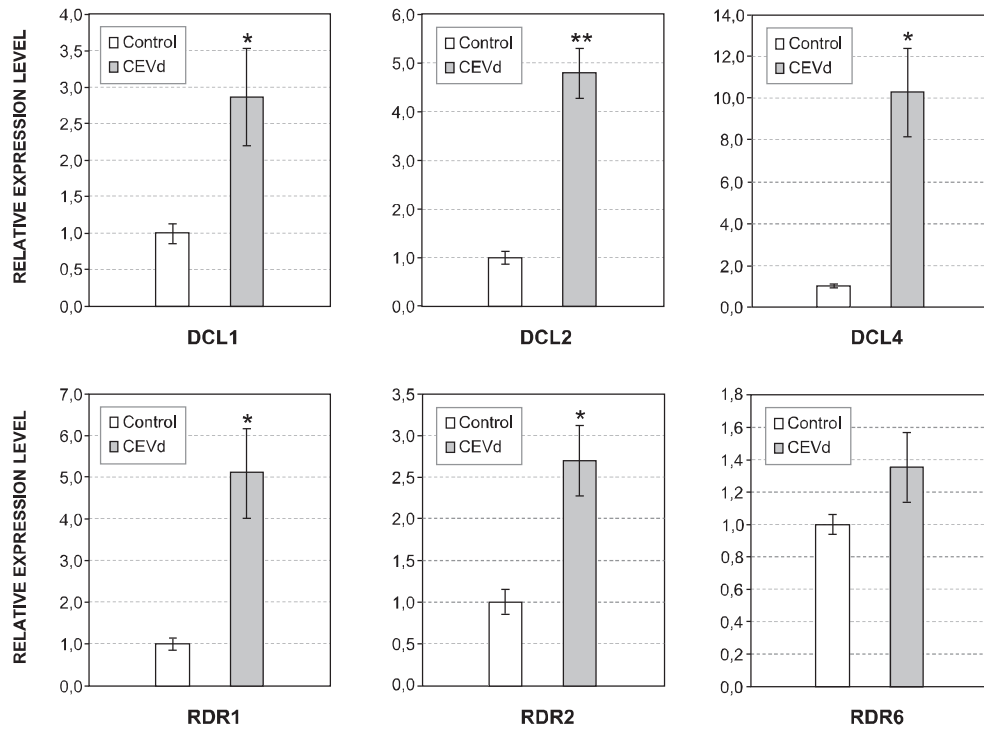 RELATIVE EXPRESSION LEVEL
4,0
3,5
3,0
2,5
2,0
1,5
1,0
0,5
0,0
Control
CEVd
*
DCL1
6,0
5,0
4,0
3,0
2,0
1,0
0,0
Control
CEVd
**
DCL2
14,0
12,0
10,0
8,0
6,0
4,0
2,0
0,0
Control
CEVd
*
DCL4
RELATIVE EXPRESSION LEVEL
7,0
6,0
5,0
4,0
3,0
2,0
1,0
0,0
Control
CEVd
*
RDR1
3,5
3,0
2,5
2,0
1,5
1,0
0,5
0,0
Control
CEVd
*
RDR2
1,8
1,6
1,4
1,2
1,0
0,8
0,6
0,4
0,2
0,0
Control
CEVd
RDR6